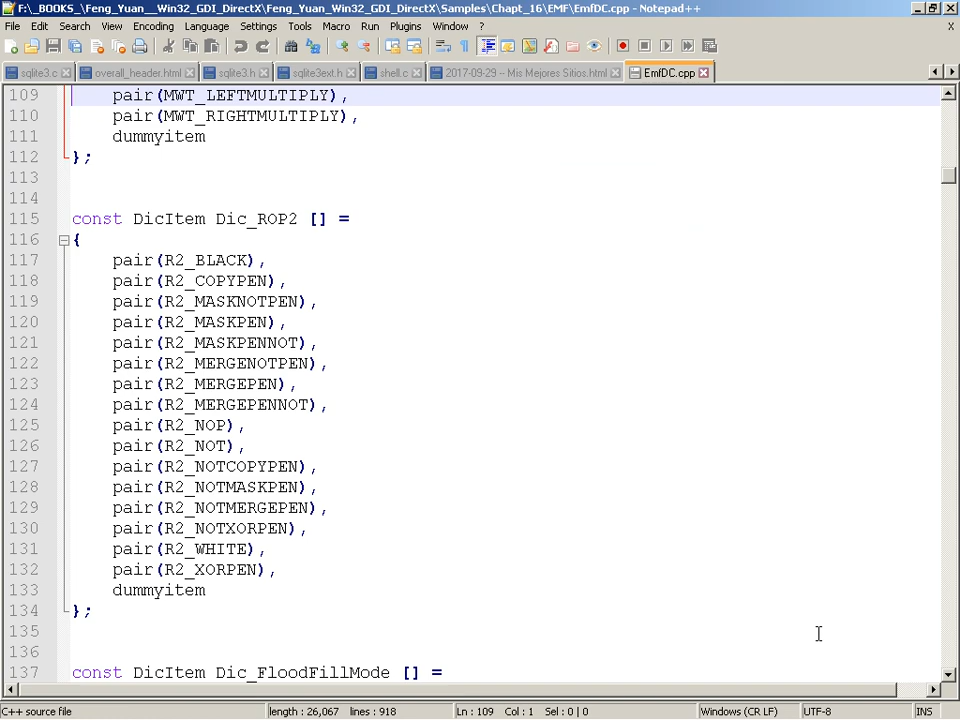 F:\_BOOKS_\Feng_Yuan__Win32_GDI_DirectX\Feng_Yuan_Win32_GDI_DirectX\Samples\Chapt_16\EMF\EmfDC.cpp - Notepad++
File Edit Search View Encoding Language Settings Tools Macro Run Plugins Window ? X
sqlite3.c overall_header.html sqlite3.h sqlite3ext.h shell.c 2017-09-29 -- Mis Mejores Sitios.html EmfDC.cpp
109 pair(MWT_LEFTMULTIPLY),
110 pair(MWT_RIGHTMULTIPLY),
111 dummyitem
112 };
113
114
115 const DicItem Dic_ROP2 [] =
116 {
117 pair(R2_BLACK),
118 pair(R2_COPYPEN),
119 pair(R2_MASKNOTPEN),
120 pair(R2_MASKPEN),
121 pair(R2_MASKPENNOT),
122 pair(R2_MERGENOTPEN),
123 pair(R2_MERGEPEN),
124 pair(R2_MERGEPENNOT),
125 pair(R2_NOP),
126 pair(R2_NOT),
127 pair(R2_NOTCOPYPEN),
128 pair(R2_NOTMASKPEN),
129 pair(R2_NOTMERGEPEN),
130 pair(R2_NOTXORPEN),
131 pair(R2_WHITE),
132 pair(R2_XORPEN),
133 dummyitem
134 };
135
136
137 const DicItem Dic_FloodFillMode [] =
C++ source file length : 26,067 lines : 918 Ln : 109 Col : 1 Sel : 0 | 0 Windows (CR LF) UTF-8 INS